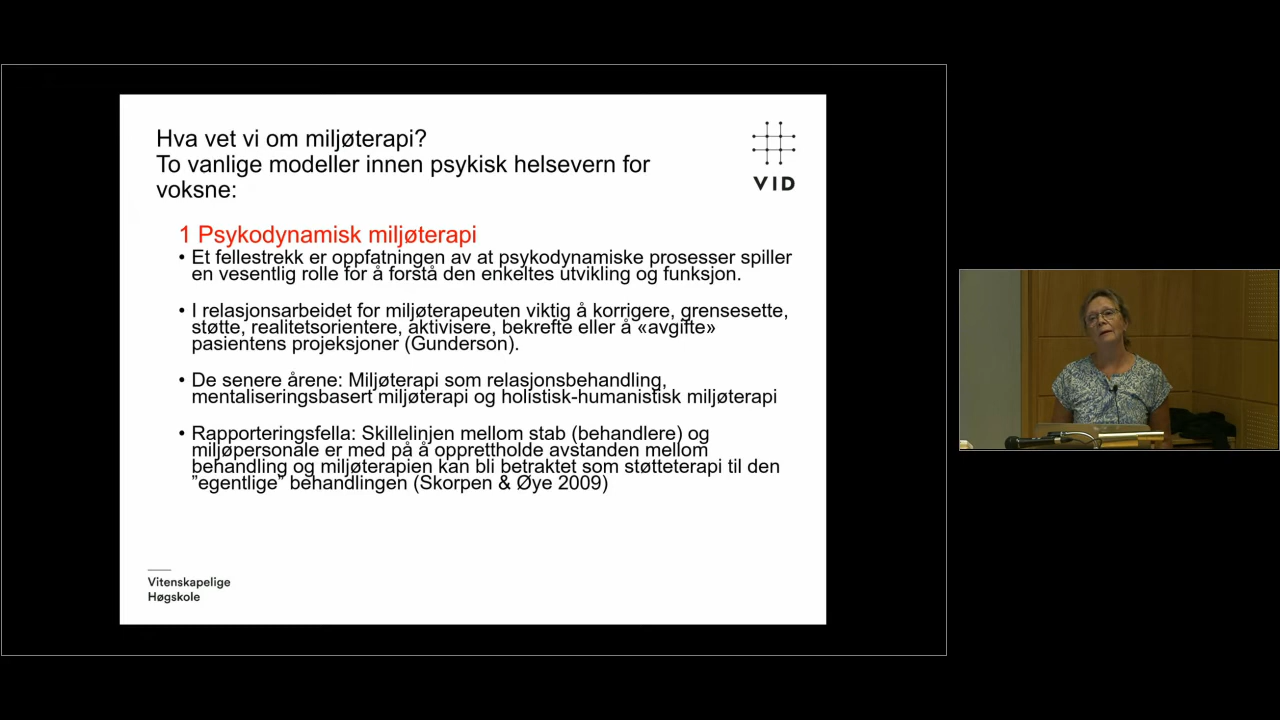 Hva vet vi om miljøterapi?
To vanlige modeller innen psykisk helsevern for
voksne:
VID
1 Psykodynamisk miljøterapi
• Et fellestrekk er oppfatningen av at psykodynamiske prosesser spiller
en vesentlig rolle for å forstå den enkeltes utvikling og funksjon.
• I relasjonsarbeidet for miljøterapeuten viktig å korrigere, grensesette,
støtte, realitetsorientere, aktivisere, bekrefte eller å «avgifte»
pasientens projeksjoner (Gunderson).
• De senere årene: Miljøterapi som relasjonsbehandling,
mentaliseringsbasert miljøterapi og holistisk-humanistisk miljøterapi
• Rapporteringsfella: Skillelinjen mellom stab (behandlere) og
miljøpersonale er med på å opprettholde avstanden mellom
behandling og miljøterapien kan bli betraktet som støtteterapi til den
”egentlige” behandlingen (Skorpen & Øye 2009)
Vitenskapelige
Høgskole